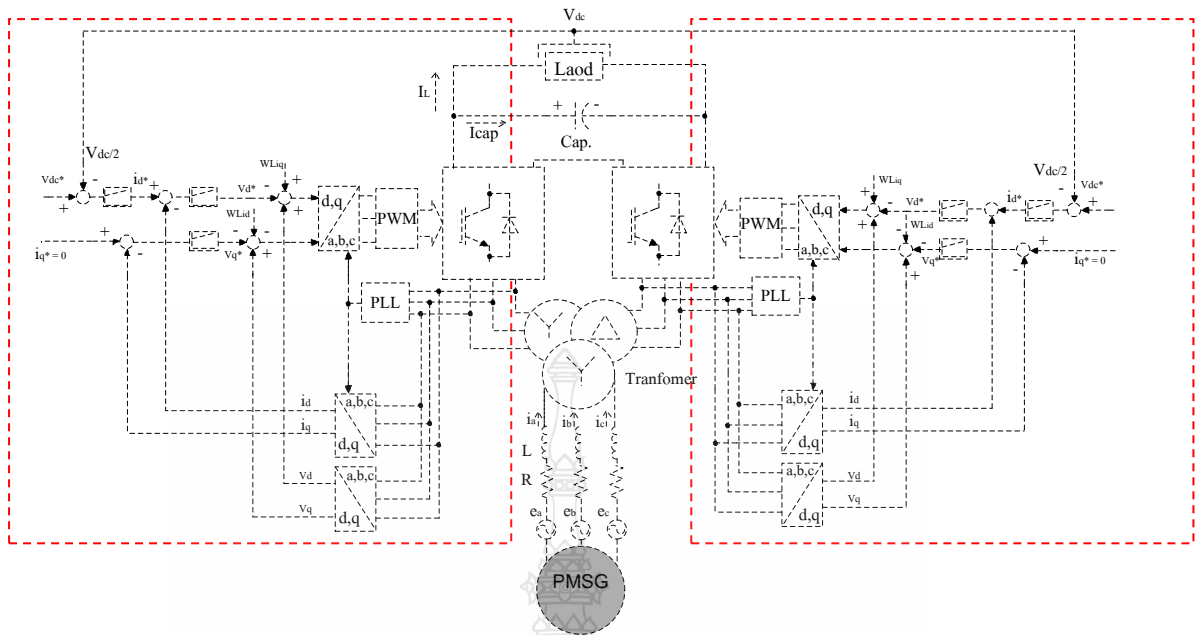 Vdc
Laod
IL
+ -
Icap
Cap.
Vdc/2
Vdc*
-
+
id*
+
-
Vd*
WLiq
-
+
+
d,q
a,b,c
PWM
iq* = 0
+
-
WLid
-
-
+
Vq*
PLL
PWM
d,q
a,b,c
PLL
WLiq
+
-
+
Vd*
WLid
-
-
+
Vq*
id*
+
-
Vdc/2
Vdc*
-
+
+
-
iq* = 0
Tranfomer
id
iq
a,b,c
d,q
Vd
Vq
a,b,c
d,q
ia
ib
ic
L
R
ea
eb
ec
PMSG
a,b,c
d,q
id
iq
a,b,c
d,q
Vd
Vq